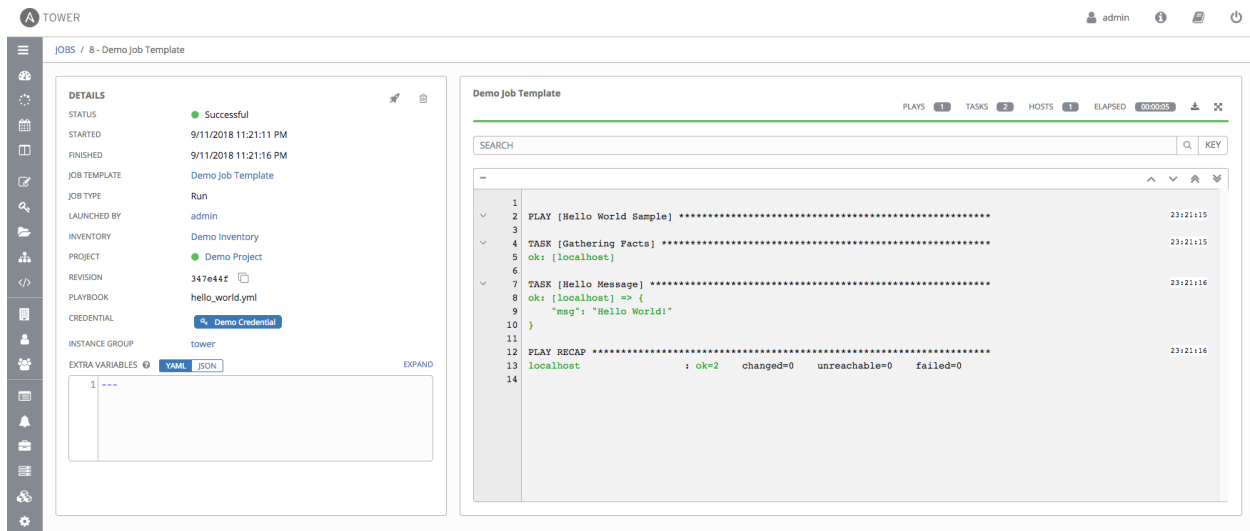 A TOWER
admin
JOBS / 8 - Demo Job Template
DETAILS
STATUS Successful
STARTED 9/11/2018 11:21:11 PM
FINISHED 9/11/2018 11:21:16 PM
JOB TEMPLATE Demo Job Template
JOB TYPE Run
LAUNCHED BY admin
INVENTORY Demo Inventory
PROJECT Demo Project
REVISION 347e44f
PLAYBOOK hello_world.yml
CREDENTIAL Demo Credential
INSTANCE GROUP tower
EXTRA VARIABLES YAML JSON EXPAND
1 ---
Demo Job Template
PLAYS 1 TASKS 2 HOSTS 1 ELAPSED 00:00:05
SEARCH KEY
1
2 PLAY [Hello World Sample] ****************************************************** 23:21:15
3
4 TASK [Gathering Facts] ********************************************************* 23:21:15
5 ok: [localhost]
6
7 TASK [Hello Message] *********************************************************** 23:21:16
8 ok: [localhost] => {
9 "msg": "Hello World!"
10 }
11
12 PLAY RECAP ********************************************************************* 23:21:16
13 localhost : ok=2 changed=0 unreachable=0 failed=0
14